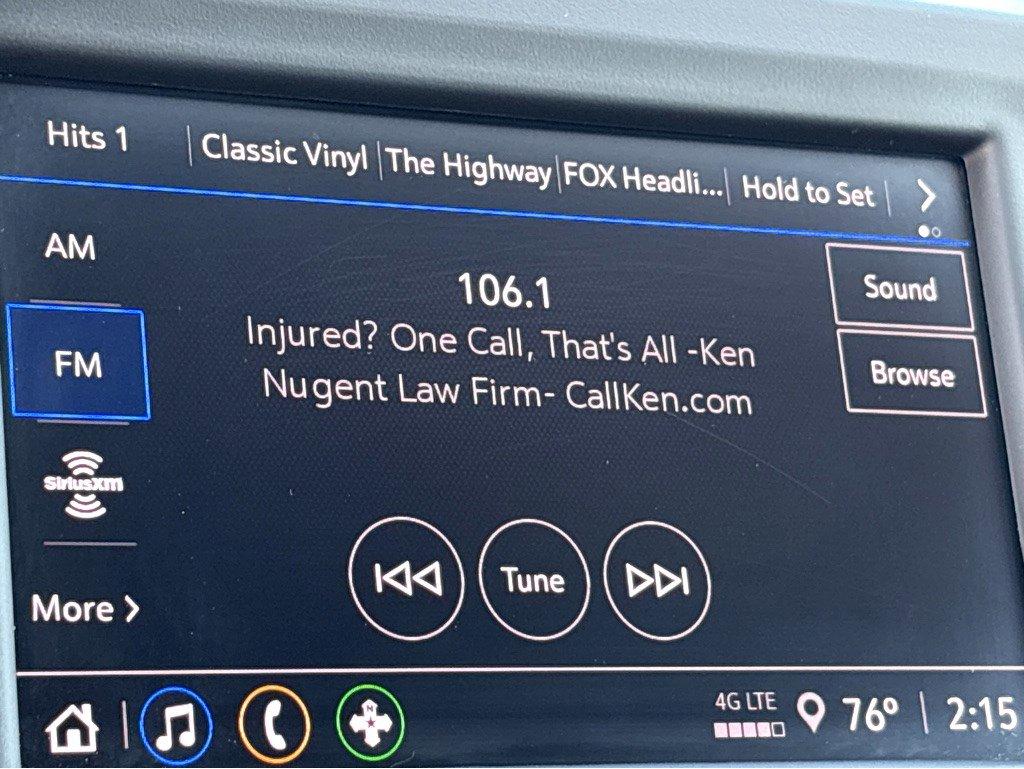 Hits 1
Classic Vinyl
The Highway
FOX Headli...
Hold to Set
AM
FM
SiriusXM
More
106.1
Injured? One Call, That's All -Ken
Nugent Law Firm- CallKen.com
Sound
Browse
Tune
N
4G LTE
76°
2:15